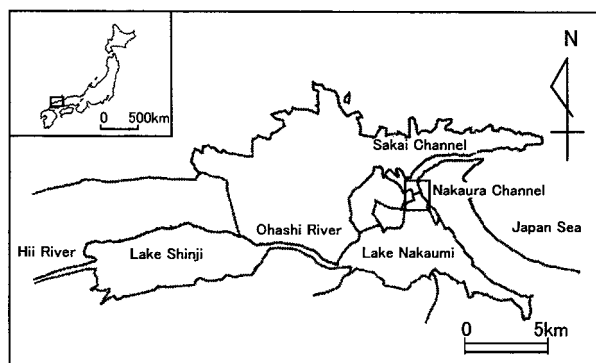 N
0 500km
Sakai Channel
Nakaura Channel
Ohashi River
Japan Sea
Hii River
Lake Shinji
Lake Nakaumi
0 5km